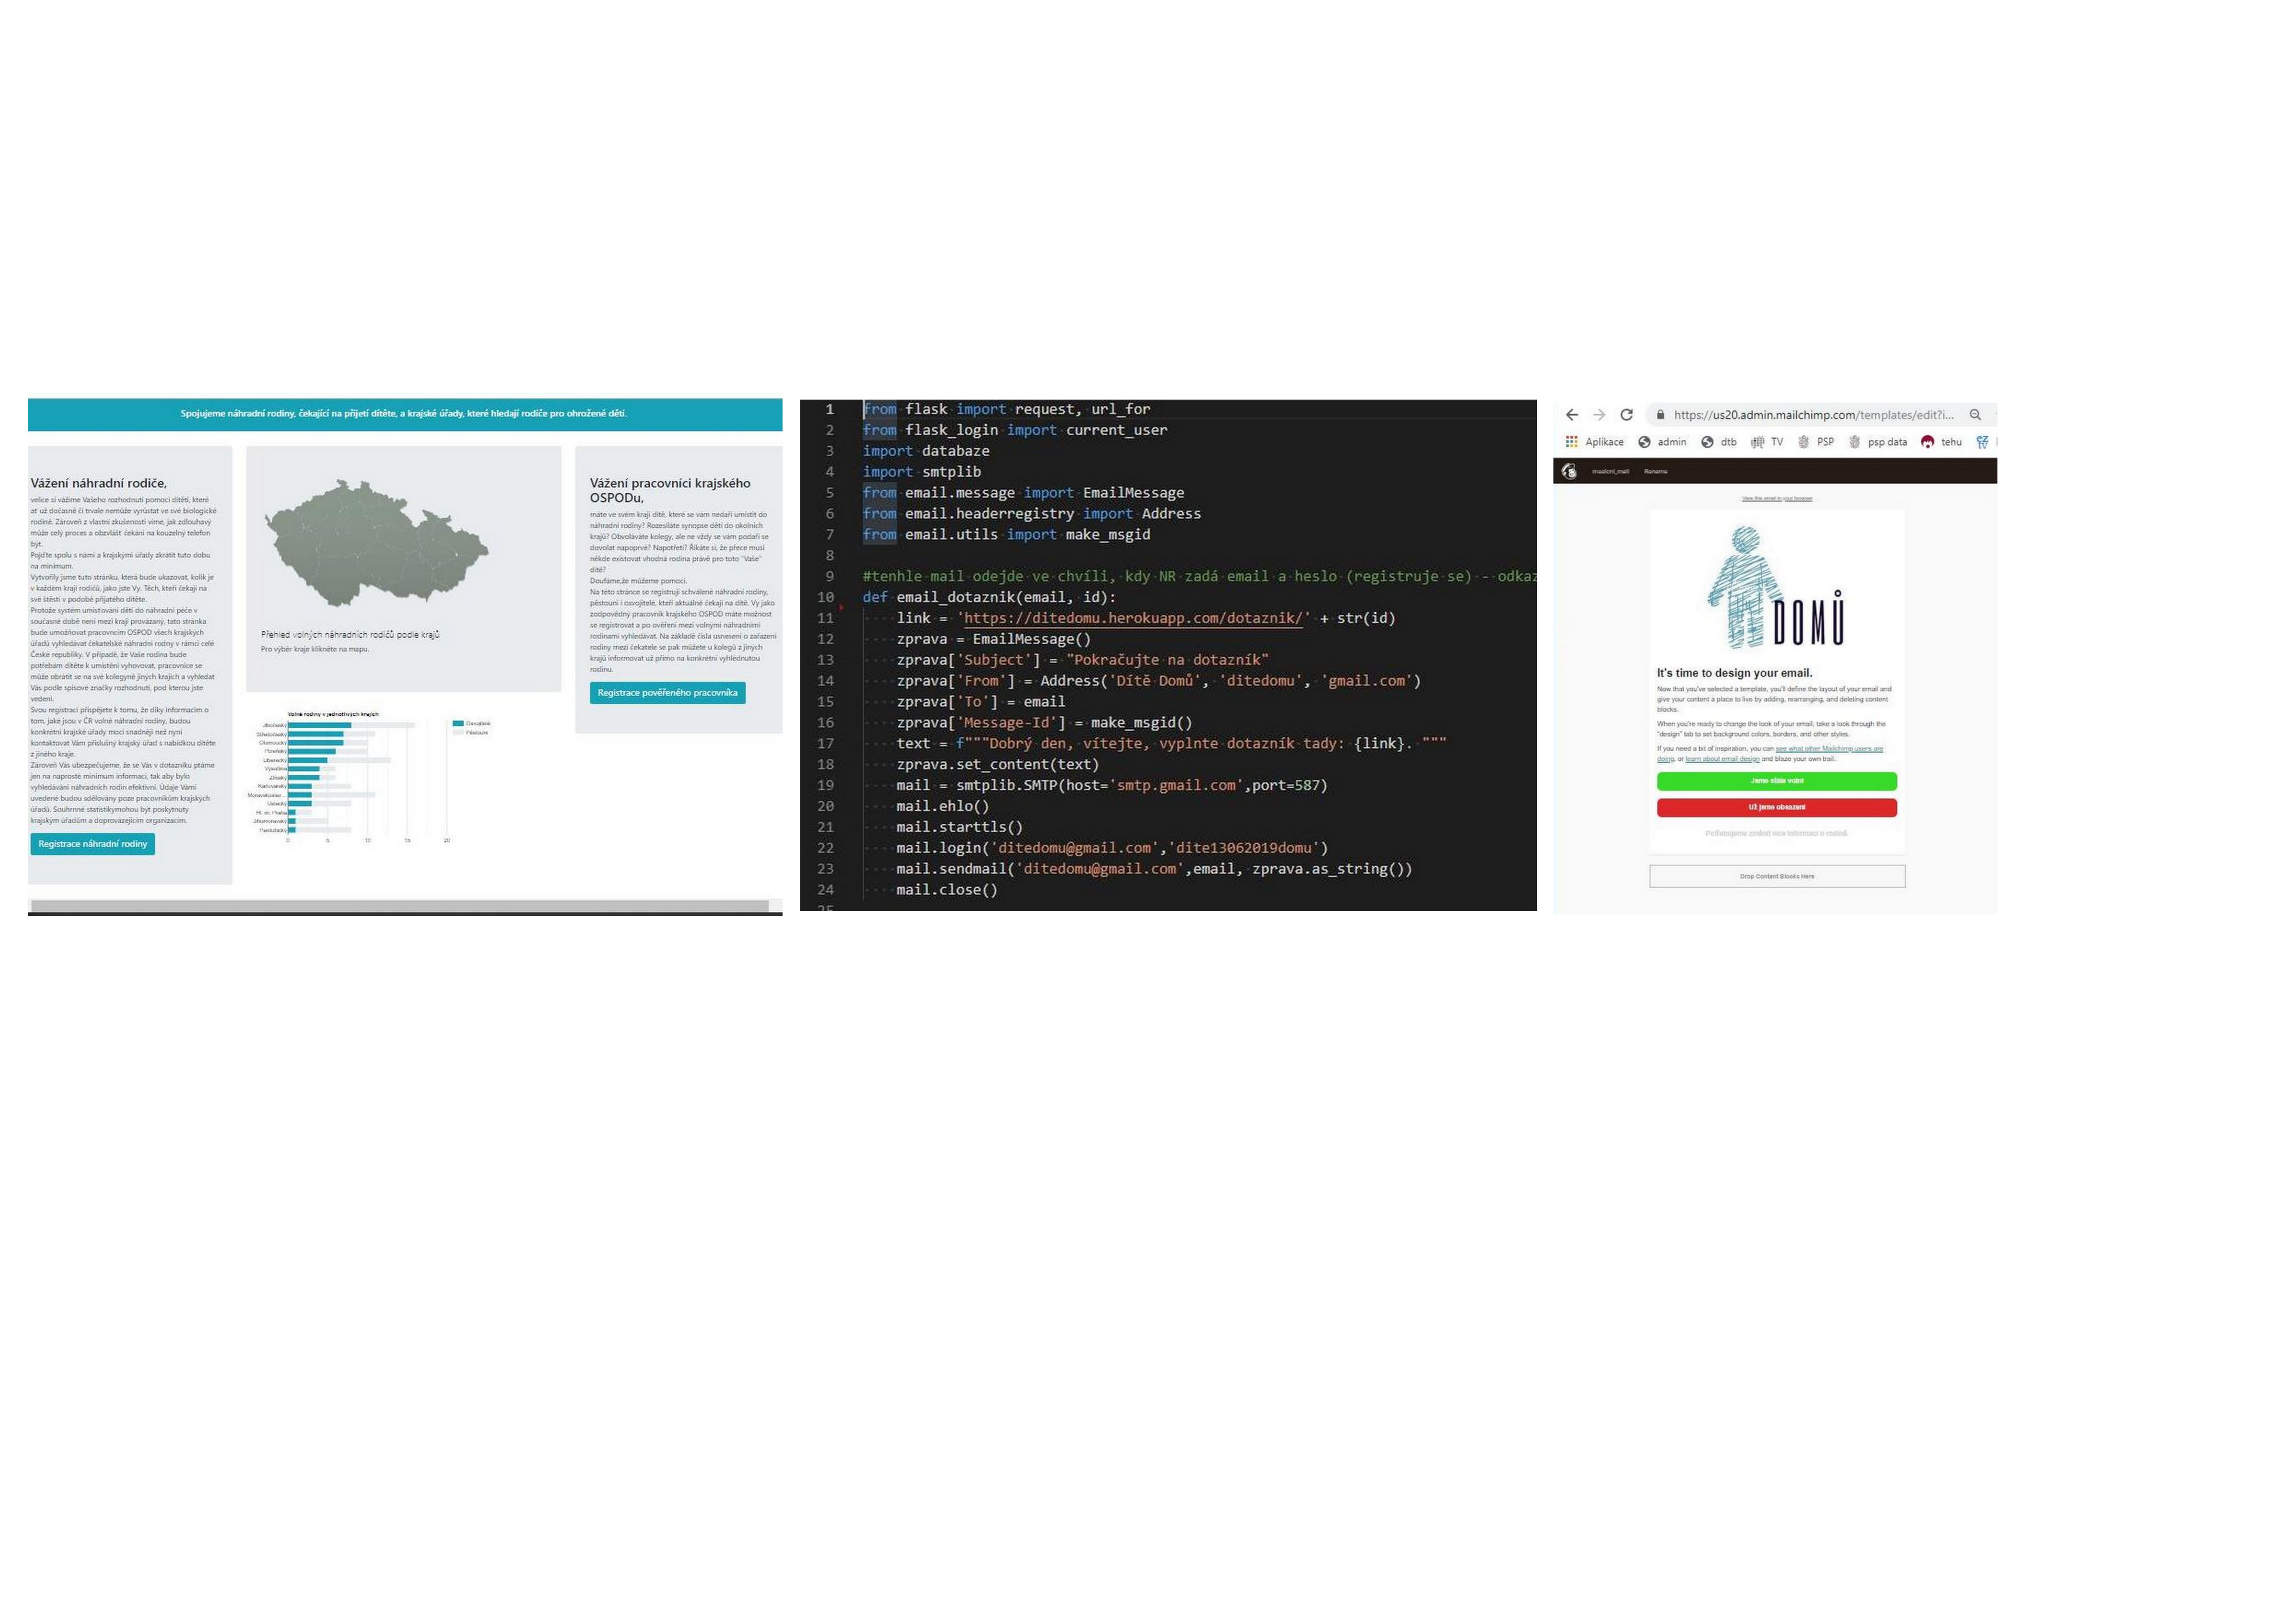 Spojujeme náhradní rodiny, čekající na přijetí dítěte, a krajské úřady, které hledají rodiče pro ohrožené děti.
Vážení náhradní rodiče,
velice si vážíme Vašeho rozhodnutí pomoci dítěti, které
ať už dočasně či trvale nemůže vyrůstat ve své biologické
rodině. Zároveň z vlastní zkušenosti víme, jak zdlouhavý
může celý proces a obzvlášť čekání na kouzelný telefon
být.
Pojďte spolu s námi a krajskými úřady zkrátit tuto dobu
na minimum.
Vytvořily jsme tuto stránku, která bude ukazovat, kolik je
v každém kraji rodičů, jako jste Vy. Těch, kteří čekají na
své štěstí v podobě přijatého dítěte.
Protože systém umisťování dětí do náhradní péče v
současné době není mezi kraji provázaný, tato stránka
bude umožňovat pracovnicím OSPOD všech krajských
úřadů vyhledávat čekatelské náhradní rodiny v rámci celé
České republiky. V případě, že Vaše rodina bude
potřebám dítěte k umístění vyhovovat, pracovnice se
může obrátit se na své kolegyně jiných krajích a vyhledat
Vás podle spisové značky rozhodnutí, pod kterou jste
vedeni.
Svou registrací přispějete k tomu, že díky informacím o
tom, jaké jsou v ČR volné náhradní rodiny, budou
konkrétní krajské úřady moci snadněji než nyní
kontaktovat Vám příslušný krajský úřad s nabídkou dítěte
z jiného kraje.
Zároveň Vás ubezpečujeme, že se Vás v dotazníku ptáme
jen na naprosté minimum informací, tak aby bylo
vyhledávání náhradních rodin efektivní. Údaje Vámi
uvedené budou sdělovány poze pracovníkům krajských
úřadů. Souhrnné statistikymohou být poskytnuty
krajským úřadům a doprovázejícím organizacím.
Registrace náhradní rodiny
Přehled volných náhradních rodičů podle krajů
Pro výběr kraje klikněte na mapu.
Volné rodiny v jednotlivých krajích
Jihočeský
Středočeský
Olomoucký
Plzeňský
Liberecký
Vysočina
Zlínský
Karlovarský
Moravskoslez...
Ústecký
Hl. m. Praha
Jihomoravský
Pardubický
0 5 10 15 20
Osvojitelé
Pěstouni
Vážení pracovníci krajského
OSPODu,
máte ve svém kraji dítě, které se vám nedaří umístit do
náhradní rodiny? Rozesíláte synopse dětí do okolních
krajů? Obvoláváte kolegy, ale ne vždy se vám podaří se
dovolat napoprvé? Napotřetí? Říkáte si, že přece musí
někde existovat vhodná rodina právě pro toto "Vaše"
dítě?
Doufáme,že můžeme pomoci.
Na této stránce se registrují schválené náhradní rodiny,
pěstouni i osvojitelé, kteří aktuálně čekají na dítě. Vy jako
zodpovědný pracovník krajského OSPOD máte možnost
se registrovat a po ověření mezi volnými náhradními
rodinami vyhledávat. Na základě čísla usnesení o zařazení
rodiny mezi čekatele se pak můžete u kolegů z jiných
krajů informovat už přímo na konkrétní vyhlédnutou
rodinu.
Registrace pověřeného pracovníka
1 from flask import request, url_for
2 from flask_login import current_user
3 import databaze
4 import smtplib
5 from email.message import EmailMessage
6 from email.headerregistry import Address
7 from email.utils import make_msgid
8
9 #tenhle mail odejde ve chvíli, kdy NR zadá email a heslo (registruje se) - odkaz
10 def email_dotaznik(email, id):
11 link = 'https://ditedomu.herokuapp.com/dotaznik/' + str(id)
12 zprava = EmailMessage()
13 zprava['Subject'] = "Pokračujte na dotazník"
14 zprava['From'] = Address('Dítě Domů', 'ditedomu', 'gmail.com')
15 zprava['To'] = email
16 zprava['Message-Id'] = make_msgid()
17 text = f"""Dobrý den, vítejte, vyplnte dotazník tady: {link}. """
18 zprava.set_content(text)
19 mail = smtplib.SMTP(host='smtp.gmail.com',port=587)
20 mail.ehlo()
21 mail.starttls()
22 mail.login('ditedomu@gmail.com','dite13062019domu')
23 mail.sendmail('ditedomu@gmail.com',email, zprava.as_string())
24 mail.close()
25
https://us20.admin.mailchimp.com/templates/edit?i...
Aplikace admin dtb TV PSP psp data tehu
Rename
View this email in your browser
DOMŮ
It's time to design your email.
Now that you've selected a template, you'll define the layout of your email and
give your content a place to live by adding, rearranging, and deleting content
blocks.
When you're ready to change the look of your email, take a look through the
"design" tab to set background colors, borders, and other styles.
If you need a bit of inspiration, you can see what other Mailchimp users are
doing, or learn about email design and blaze your own trail.
Jsme stále volní
Už jsme obsazení
Potřebujeme změnit více informací o rodině.
Drop Content Blocks Here